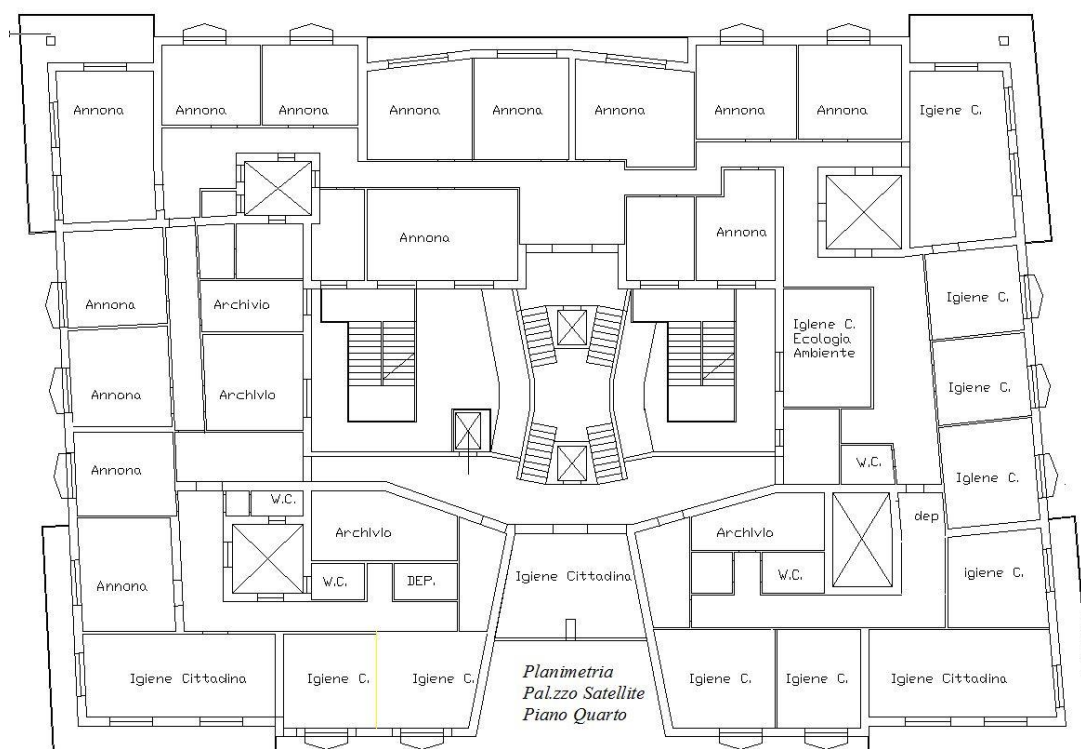 Annona
Annona
Annona
Annona
Annona
Annona
Annona
Annona
Igiene C.
Annona
Annona
Annona
Archivio
Igiene C.
Igiene C.
Ecologia
Ambiente
Annona
Archivio
Igiene C.
Annona
W.C.
Igiene C.
W.C.
Archivio
Archivio
dep
Annona
W.C.
DEP.
Igiene Cittadina
W.C.
igiene C.
Igiene Cittadina
Igiene C.
Igiene C.
Planimetria
Pal.zzo Satellite
Piano Quarto
Igiene C.
Igiene C.
Igiene Cittadina